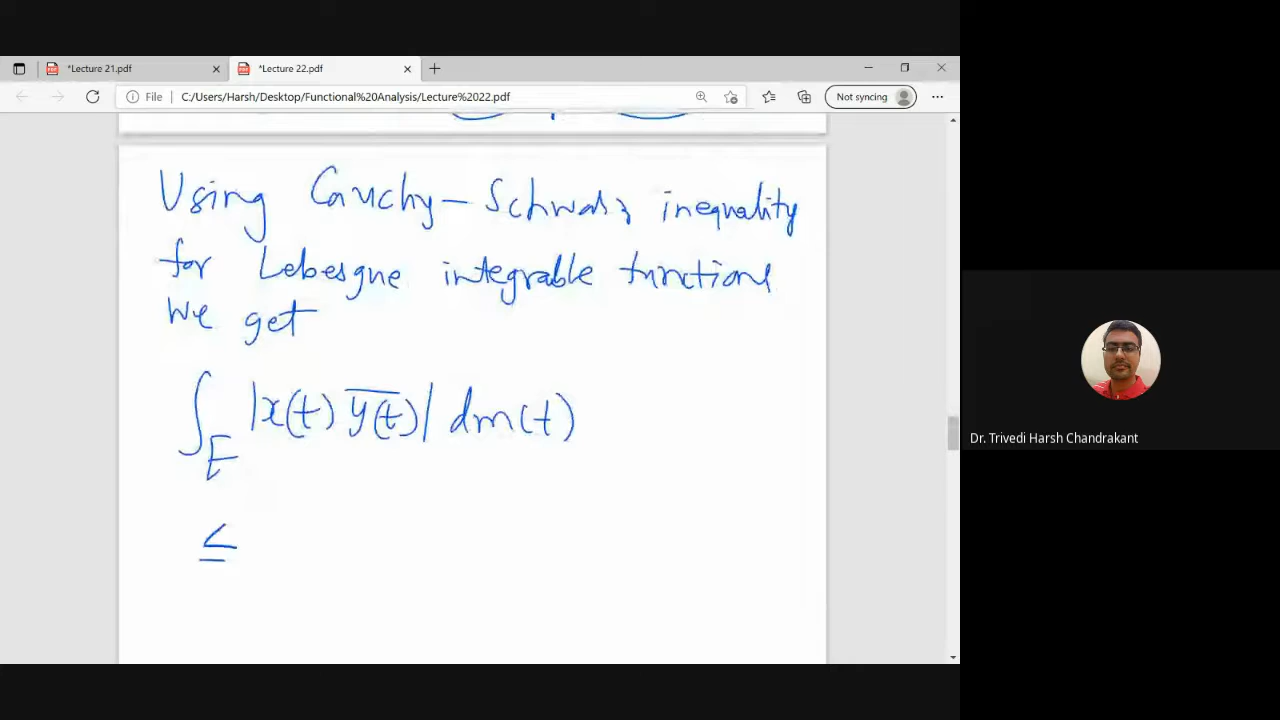 *Lecture 21.pdf
*Lecture 22.pdf
File | C:/Users/Harsh/Desktop/Functional%20Analysis/Lecture%2022.pdf
Not syncing
Using Cauchy-Schwarz inequality
for Lebesgue integrable functions
we get
∫_E |x(t) \overline{y(t)}| dm(t)
≤
Dr. Trivedi Harsh Chandrakant